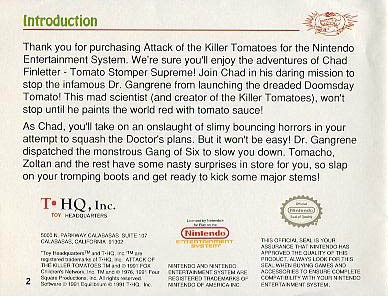 Introduction
Thank you for purchasing Attack of the Killer Tomatoes for the Nintendo
Entertainment System. We're sure you'll enjoy the adventures of Chad
Finletter - Tomato Stomper Supreme! Join Chad in his daring mission to
stop the infamous Dr. Gangrene from launching the dreaded Doomsday
Tomato! This mad scientist (and creator of the Killer Tomatoes), won't
stop until he paints the world red with tomato sauce!
As Chad, you'll take on an onslaught of slimy bouncing horrors in your
attempt to squash the Doctor's plans. But it won't be easy! Dr. Gangrene
dispatched the monstrous Gang of Six to slow you down. Tomacho,
Zoltan and the rest have some nasty surprises in store for you, so slap
on your tromping boots and get ready to kick some major stems!
T•HQ, Inc.
TOY HEADQUARTERS
5000 N. PARKWAY CALABASAS SUITE 107
CALABASAS, CALIFORNIA 91302
"Toy Headquarters"™ and T·HQ, Inc.™ are
registered trademarks of T·HQ, Inc. ATTACK OF
THE KILLER TOMATOES TM and © 1991 FOX
Children's Network, Inc. TM and © 1978, 1991 Four
Square Productions, Inc. All rights reserved.
Software © 1991 Equilibrium © 1991 T·HQ, Inc.
2
Licensed by Nintendo®
for Play on the
Nintendo
ENTERTAINMENT
SYSTEM®
NINTENDO AND NINTENDO
ENTERTAINMENT SYSTEM ARE
REGISTERED TRADEMARKS OF
NINTENDO OF AMERICA INC.
Official
Nintendo
Seal of Quality
THIS OFFICIAL SEAL IS YOUR
ASSURANCE THAT NINTENDO HAS
APPROVED THE QUALITY OF THIS
PRODUCT. ALWAYS LOOK FOR THIS
SEAL WHEN BUYING GAMES AND
ACCESSORIES TO ENSURE COMPLETE
COMPATIBILITY WITH YOUR NINTENDO
ENTERTAINMENT SYSTEM.